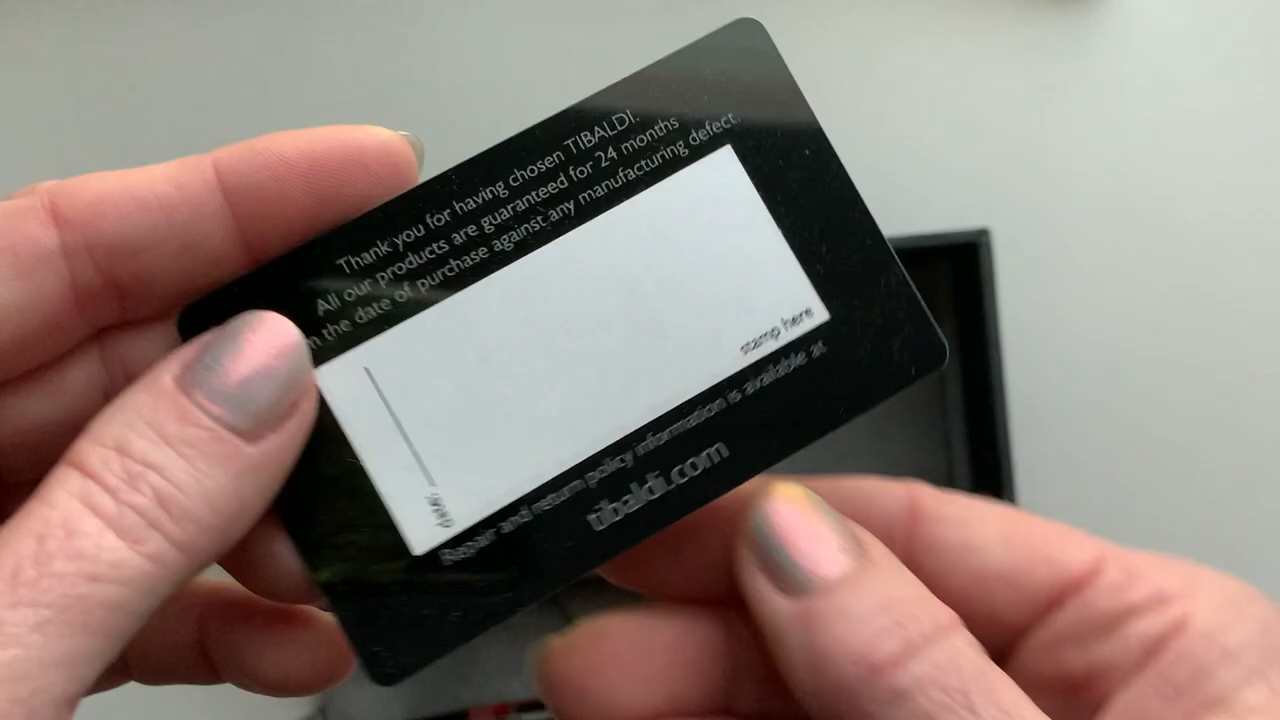 Thank you for having chosen TIBALDI.
All our products are guaranteed for 24 months
the date of purchase against any manufacturing defect.
stamp here
date/
Repair and return policy information is available at
tibaldi.com